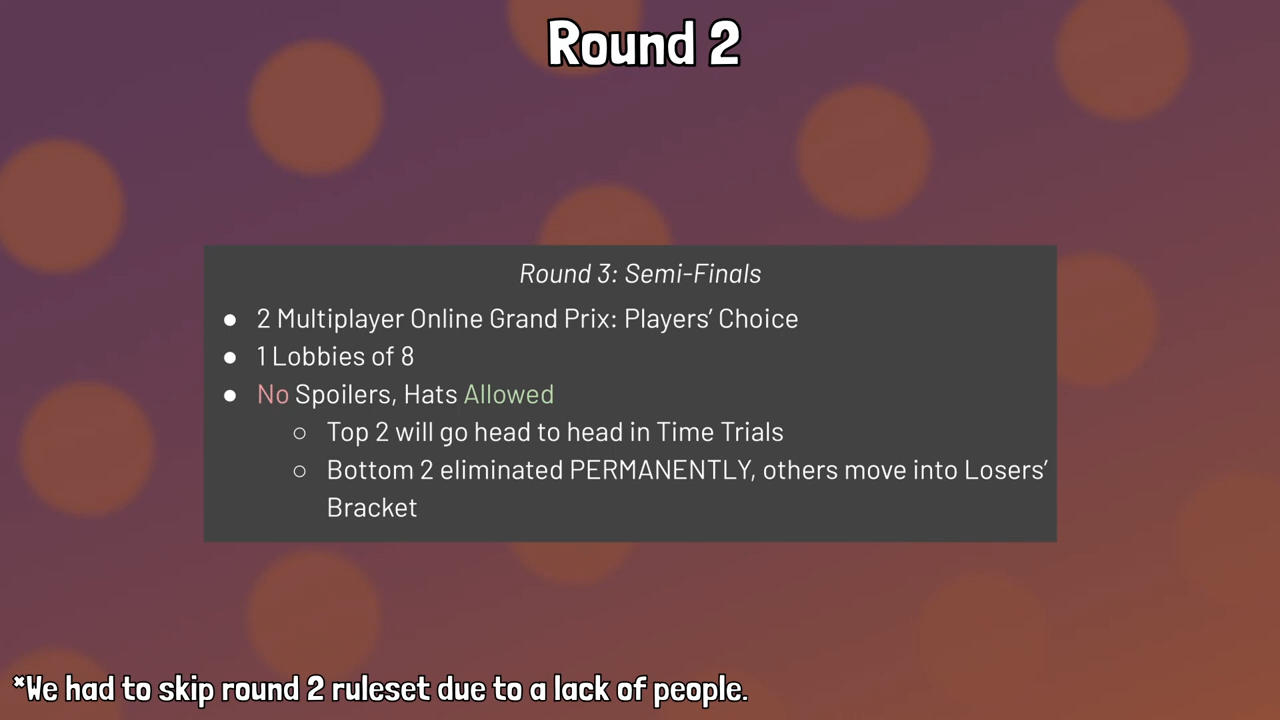 Round 2
Round 3: Semi-Finals
● 2 Multiplayer Online Grand Prix: Players’ Choice
● 1 Lobbies of 8
● No Spoilers, Hats Allowed
○ Top 2 will go head to head in Time Trials
○ Bottom 2 eliminated PERMANENTLY, others move into Losers’
Bracket
*We had to skip round 2 ruleset due to a lack of people.